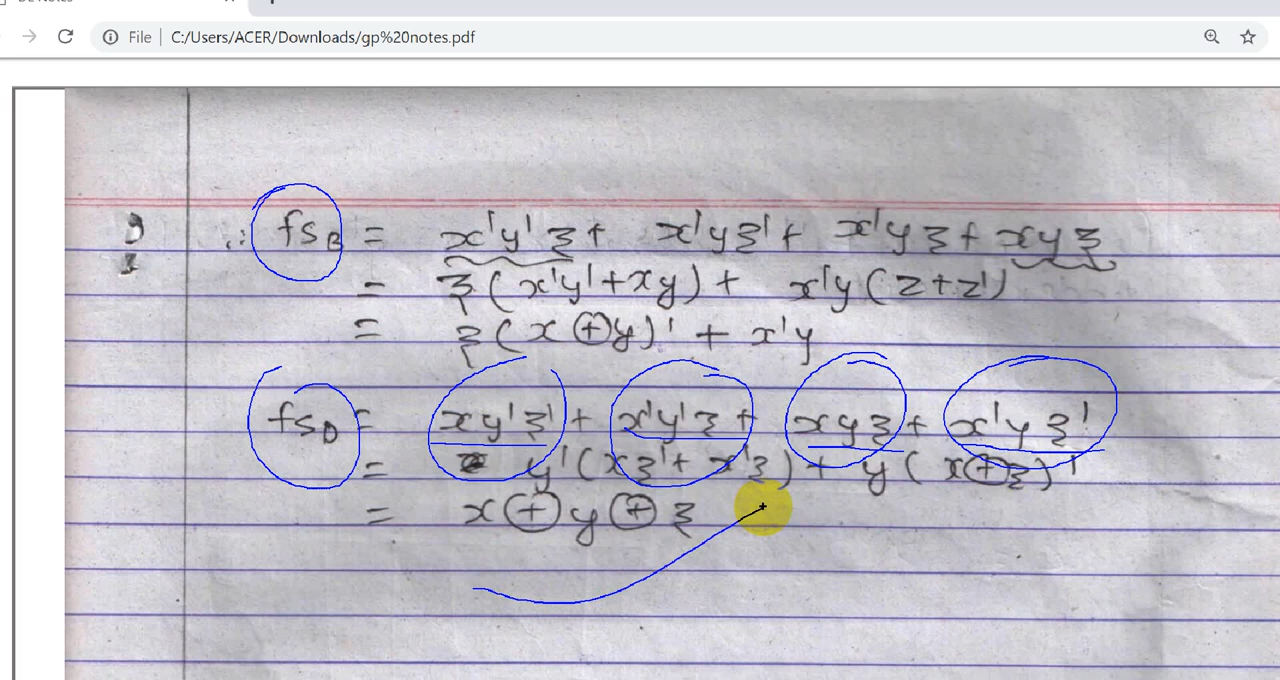 File | C:/Users/ACER/Downloads/gp%20notes.pdf
∴ fsB = x'y'z + x'yz' + x'yz + xyz
= z(x'y'+xy) + x'y(z+z')
= z(x⊕y)' + x'y
fsD = xy'z' + x'y'z + xyz + x'yz'
= y'(xz'+x'z) + y(x⊕z)'
= x⊕y⊕z